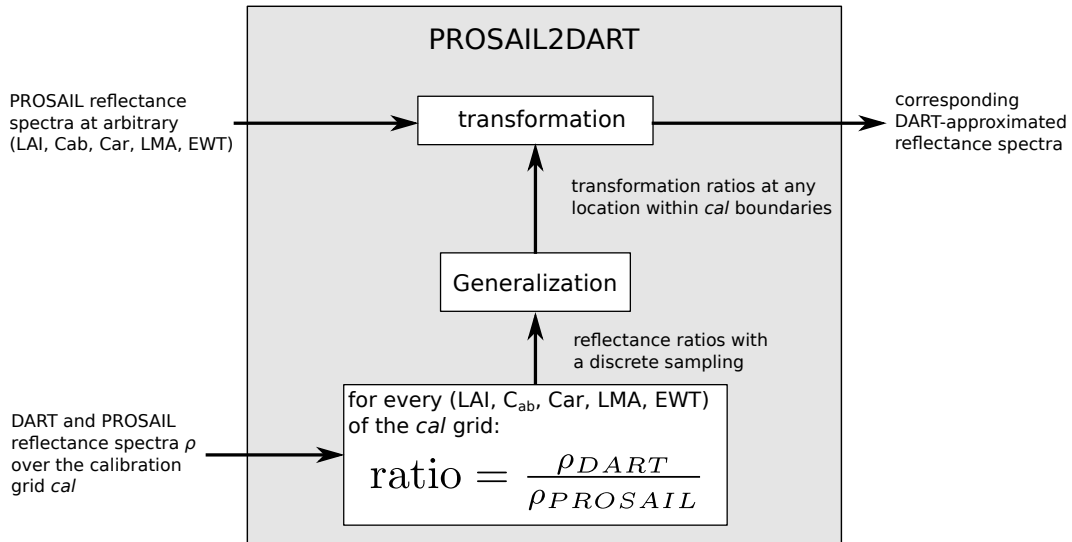 PROSAIL2DART
PROSAIL reflectance
spectra at arbitrary
(LAI, Cab, Car, LMA, EWT)
transformation
corresponding
DART-approximated
reflectance spectra
transformation ratios at any
location within cal boundaries
Generalization
reflectance ratios with
a discrete sampling
DART and PROSAIL
reflectance spectra ρ
over the calibration
grid cal
for every (LAI, Cab, Car, LMA, EWT)
of the cal grid:
ratio = ρDART / ρPROSAIL